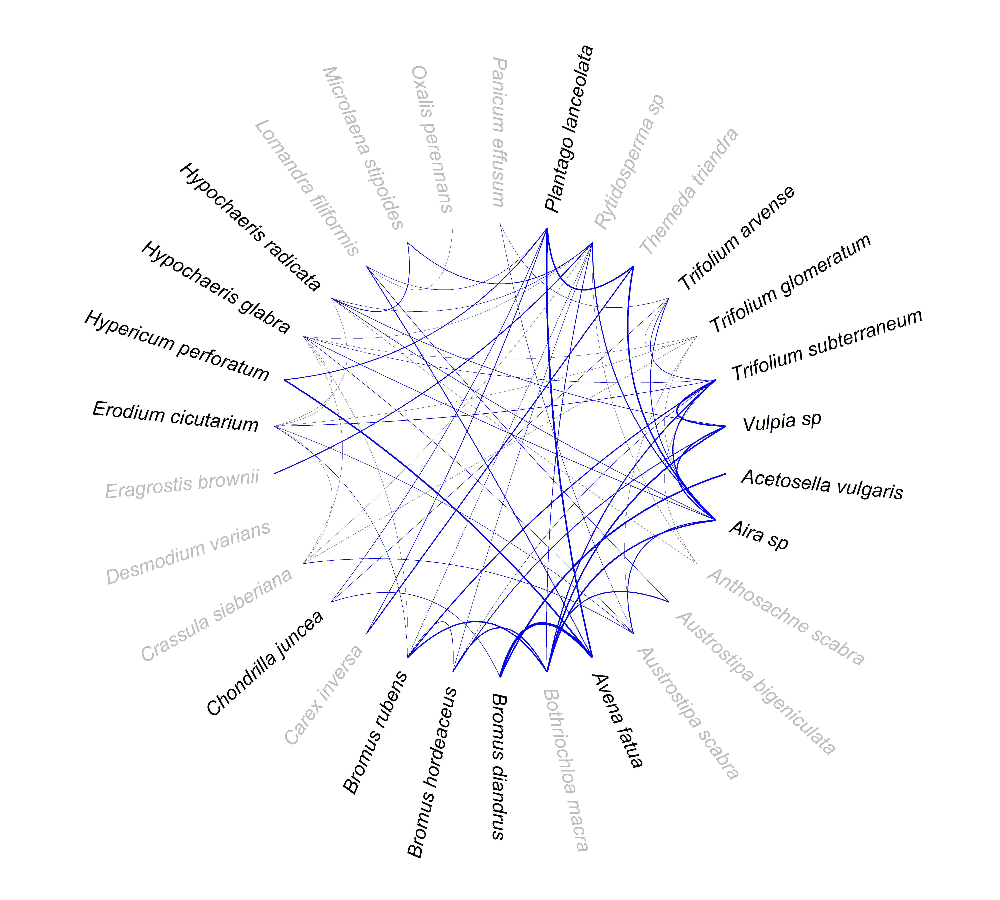 Panicum effusum
Plantago lanceolata
Rytidosperma sp
Themeda triandra
Trifolium arvense
Trifolium glomeratum
Trifolium subterraneum
Vulpia sp
Acetosella vulgaris
Aira sp
Anthosachne scabra
Austrostipa bigeniculata
Austrostipa scabra
Avena fatua
Bothriochloa macra
Bromus diandrus
Bromus hordeaceus
Bromus rubens
Carex inversa
Chondrilla juncea
Crassula sieberiana
Desmodium varians
Eragrostis brownii
Erodium cicutarium
Hypericum perforatum
Hypochaeris glabra
Hypochaeris radicata
Lomandra filiformis
Microlaena stipoides
Oxalis perennans